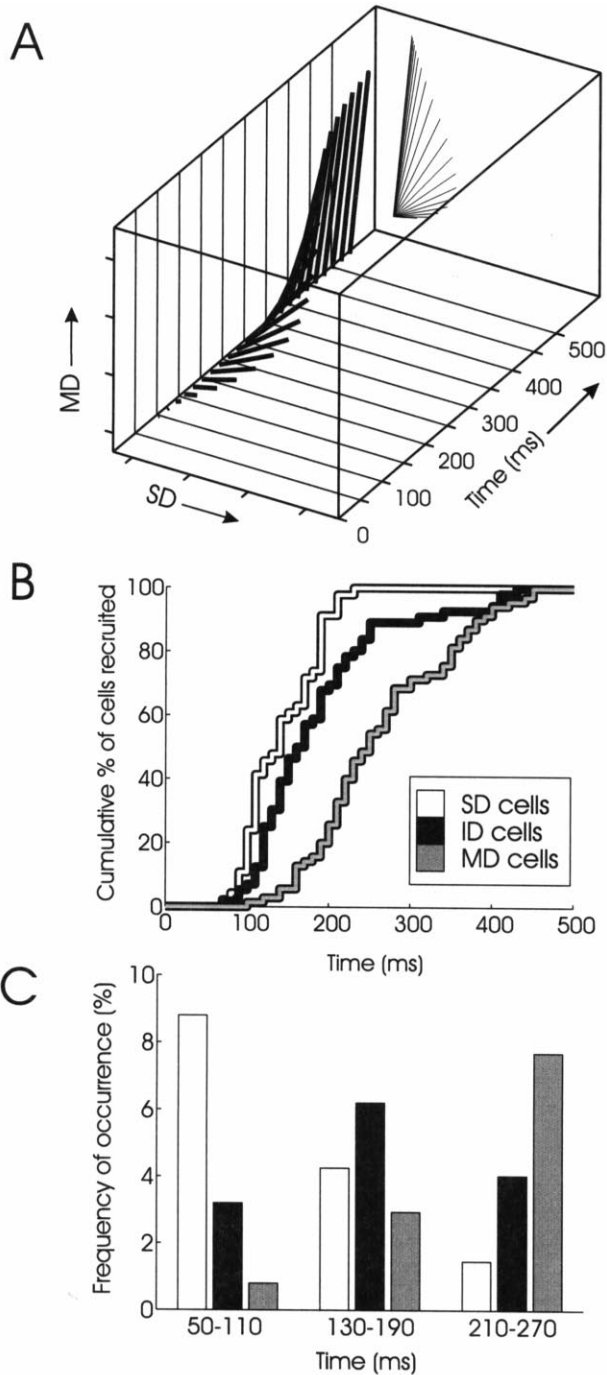 A
MD →
SD →
Time (ms) →
0
100
200
300
400
500
B
Cumulative % of cells recruited
100
80
60
40
20
0
0 100 200 300 400 500
Time (ms)
SD cells
ID cells
MD cells
C
Frequency of occurrence (%)
10
8
6
4
2
0
50-110 130-190 210-270
Time (ms)